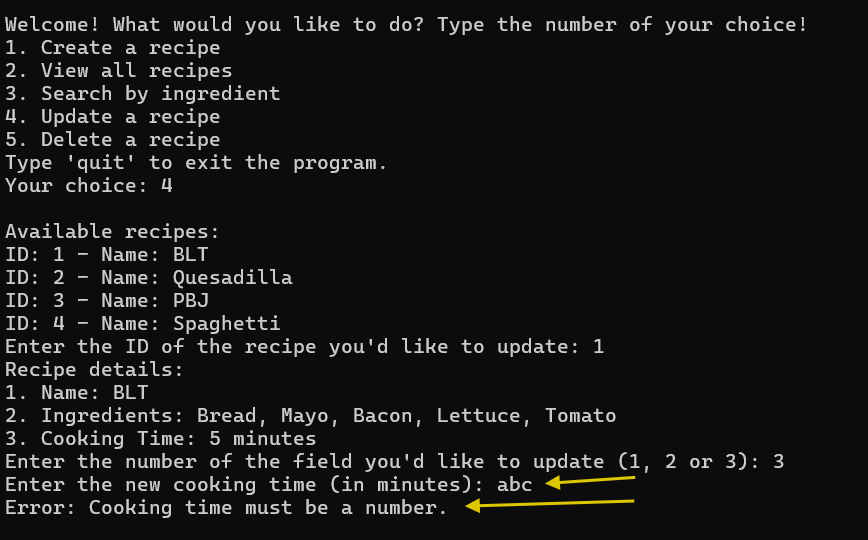 Welcome! What would you like to do? Type the number of your choice!
1. Create a recipe
2. View all recipes
3. Search by ingredient
4. Update a recipe
5. Delete a recipe
Type 'quit' to exit the program.
Your choice: 4
Available recipes:
ID: 1 - Name: BLT
ID: 2 - Name: Quesadilla
ID: 3 - Name: PBJ
ID: 4 - Name: Spaghetti
Enter the ID of the recipe you'd like to update: 1
Recipe details:
1. Name: BLT
2. Ingredients: Bread, Mayo, Bacon, Lettuce, Tomato
3. Cooking Time: 5 minutes
Enter the number of the field you'd like to update (1, 2 or 3): 3
Enter the new cooking time (in minutes): abc
Error: Cooking time must be a number.